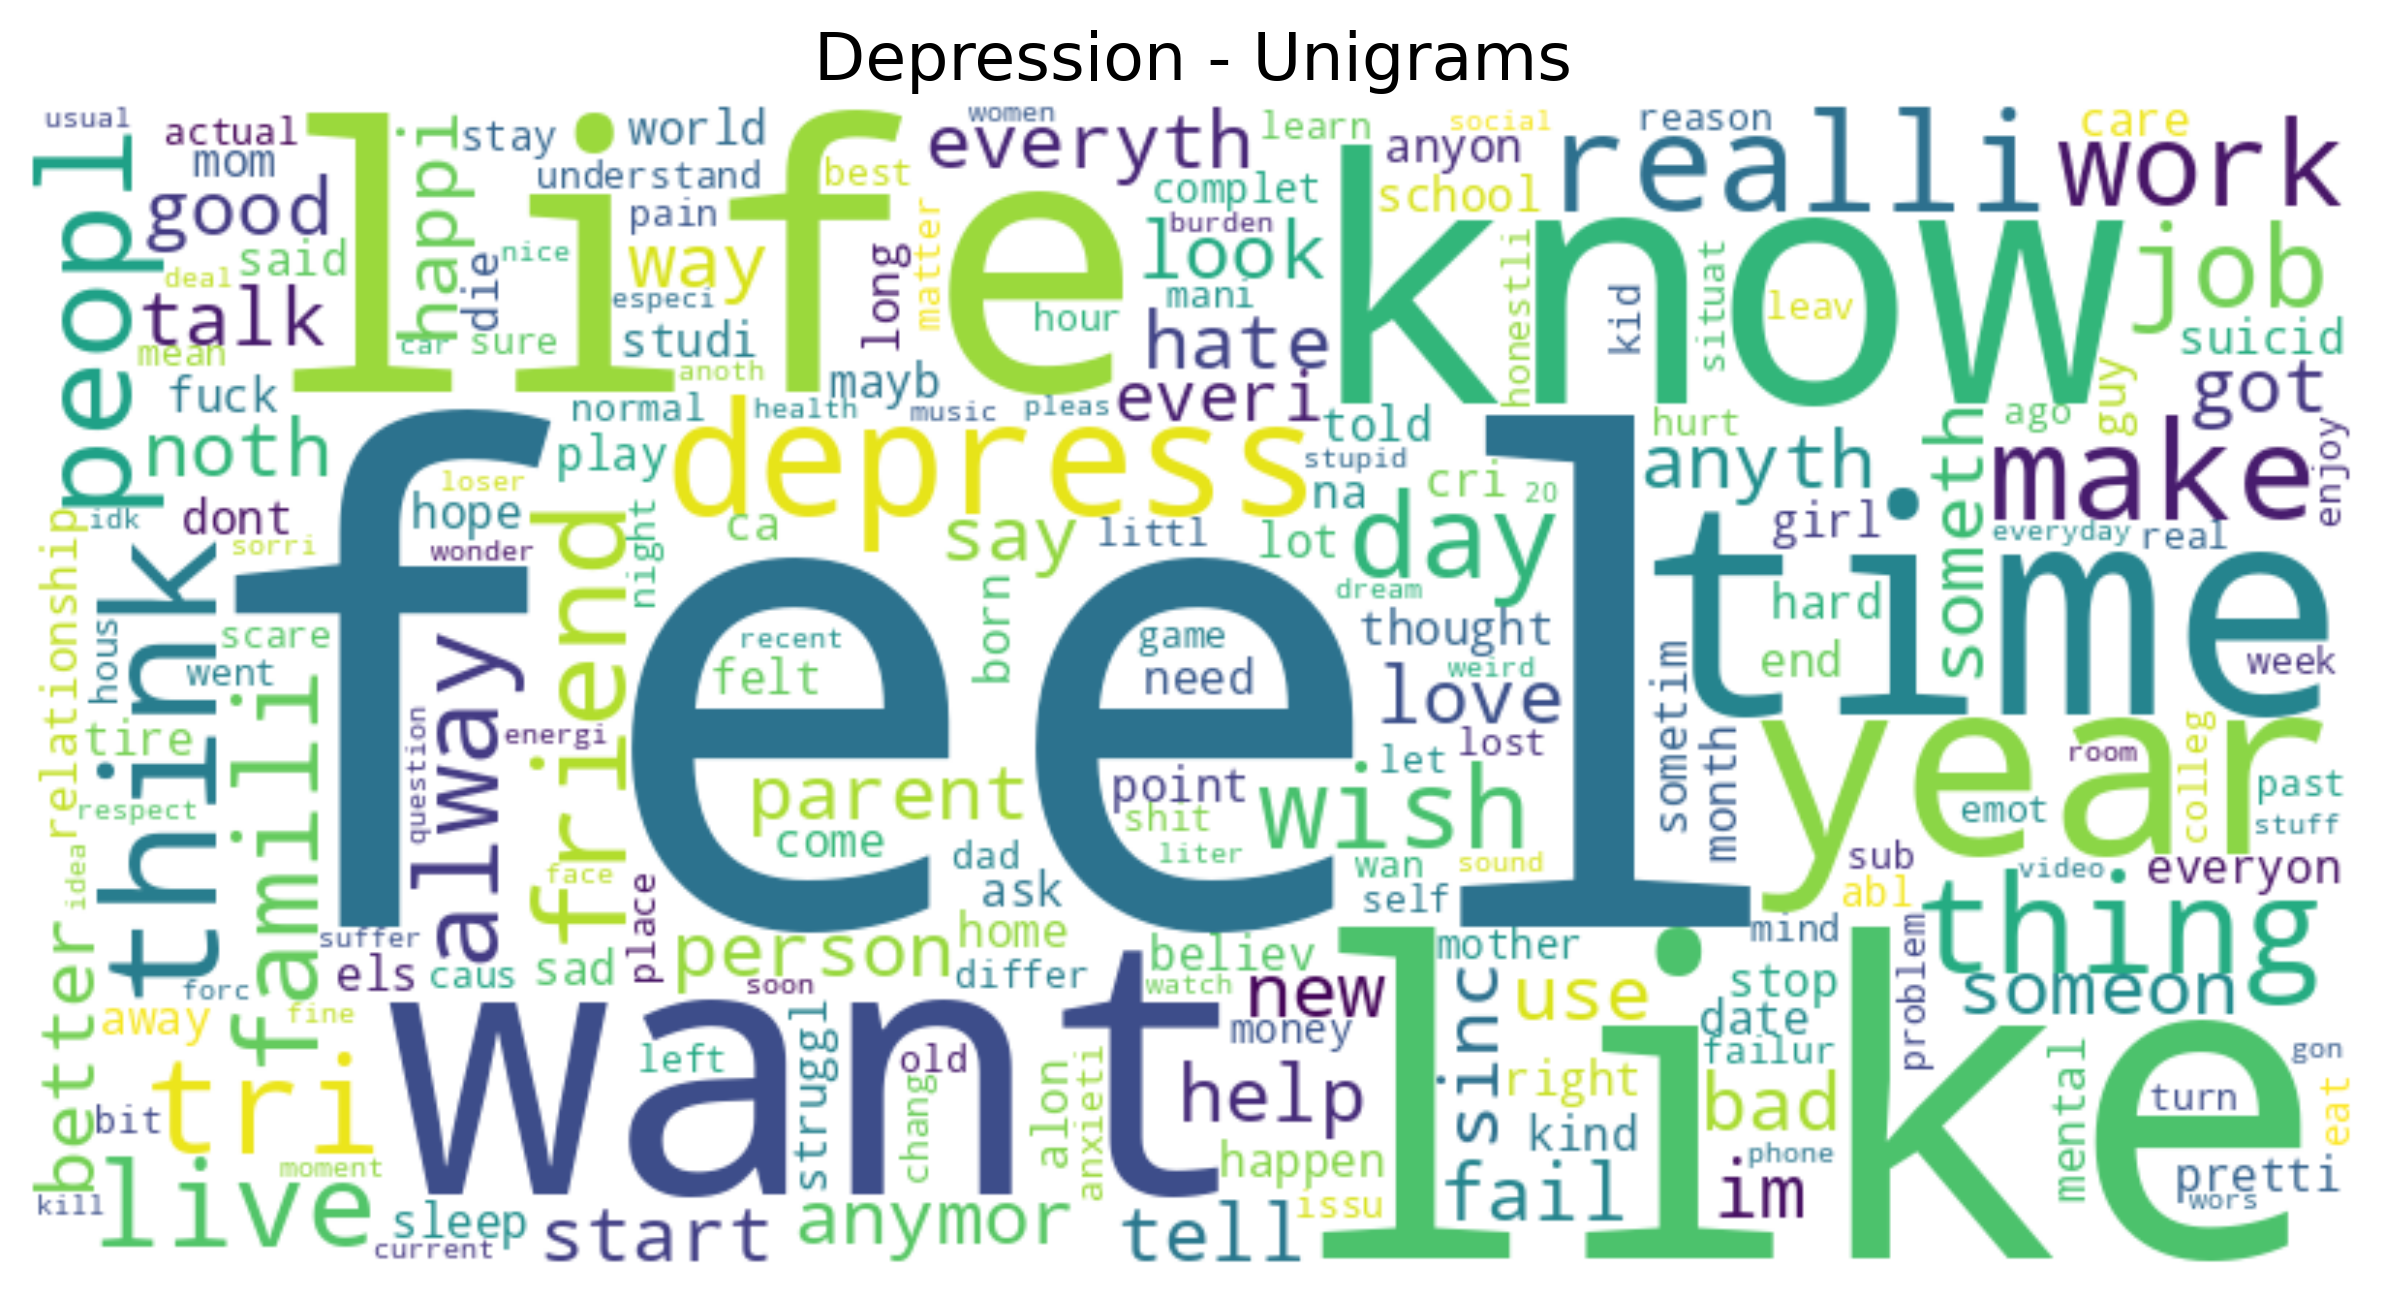 Depression - Unigrams
usual
actual
mom
good
said
deal
talk
mean
fuck
noth
dont
idk
peopl
happi
stay
die
nice
sure
car
life
world
understand
pain
way
especi
studi
anoth
mayb
normal
health
music
pleas
best
matter
long
women
everyth
learn
complet
burden
look
mani
hour
hate
everi
social
anyon
school
know
honestli
reason
realli
kid
situat
leav
care
work
job
suicid
guy
got
enjoy
ago
hurt
told
stupid
na
cri
20
anyth
someth
make
girl
everyday
real
depress
play
loser
hope
wonder
sorri
ca
say
littl
lot
day
dream
feel
time
think
relationship
hous
scare
went
tire
respect
idea
better
famili
alway
question
energi
friend
night
recent
felt
born
game
need
thought
weird
love
lost
let
hard
end
week
sometim
month
year
room
colleg
past
stuff
emot
parent
come
point
shit
wish
liter
dad
ask
wan
sound
self
sub
abl
video
everyon
thing
face
place
suffer
els
caus
sad
forc
away
fine
person
home
differ
soon
believ
watch
mother
mind
problem
someon
new
money
sinc
use
stop
date
failur
want
like
left
old
struggl
chang
alon
anxieti
help
right
kind
bad
mental
gon
turn
eat
pretti
wors
tri
bit
live
moment
kill
sleep
current
start
anymor
tell
happen
issu
fail
im
phone